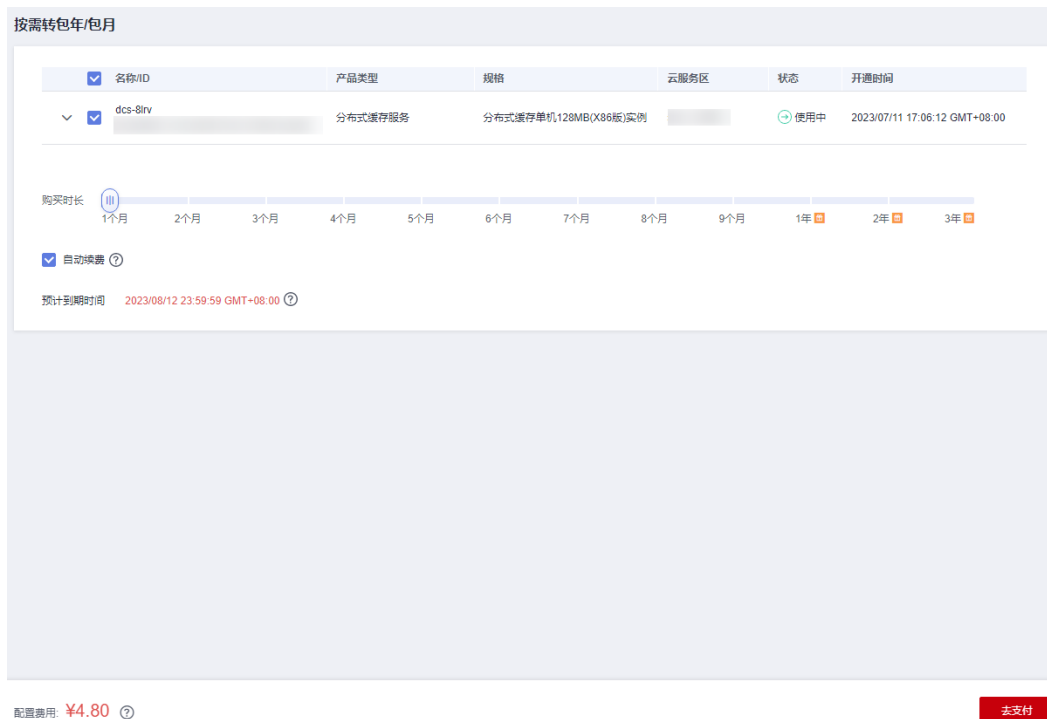 按需转包年/包月
名称/ID 产品类型 规格 云服务区 状态 开通时间
dcs-8lrv
分布式缓存服务 分布式缓存单机128MB(X86版)实例 使用中 2023/07/11 17:06:12 GMT+08:00
购买时长
1个月 2个月 3个月 4个月 5个月 6个月 7个月 8个月 9个月 1年 2年 3年
自动续费
预计到期时间 2023/08/12 23:59:59 GMT+08:00
配置费用: ¥4.80 去支付